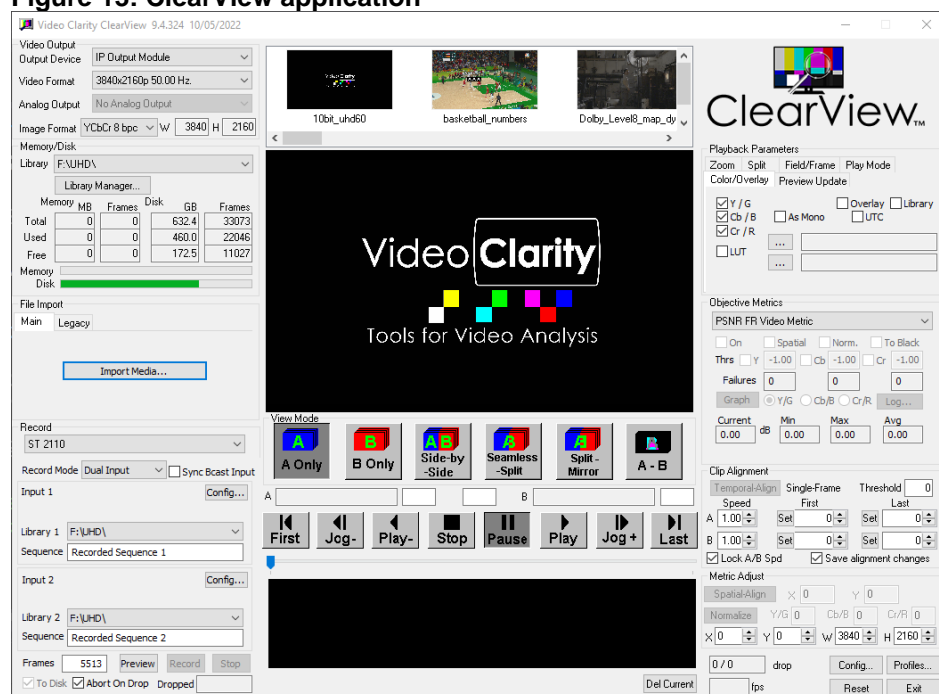 Figure 13: ClearView application
Video Clarity ClearView 9.4.324 10/05/2022
Video Output
Output Device IP Output Module
Video Format 3840x2160p 50.00 Hz.
Analog Output No Analog Output
Image Format YCbCr 8 bpc W 3840 H 2160
Memory/Disk
Library F:\UHD\
Library Manager...
Memory MB Frames Disk GB Frames
Total 0 0 632.4 33073
Used 0 0 460.0 22046
Free 0 0 172.5 11027
Memory
Disk
File Import
Main Legacy
Import Media...
Record
ST 2110
Record Mode Dual Input Sync Bcast Input
Input 1 Config...
Library 1 F:\UHD\
Sequence Recorded Sequence 1
Input 2 Config...
Library 2 F:\UHD\
Sequence Recorded Sequence 2
Frames 5513 Preview Record Stop
To Disk Abort On Drop Dropped
10bit_uhd60 basketball_numbers Dolby_Level8_map_dy
Video Clarity
Tools for Video Analysis
View Mode
A B AB A A B
A Only B Only Side-by-Side Seamless-Split Split-Mirror A - B
A B
First Jog- Play- Stop Pause Play Jog + Last
Del Current
ClearView™
Playback Parameters
Zoom Split Field/Frame Play Mode
Color/Overlay Preview Update
Y / G Overlay Library
Cb / B As Mono UTC
Cr / R
...
LUT
...
Objective Metrics
PSNR FR Video Metric
On Spatial Norm. To Black
Thrs Y -1.00 Cb -1.00 Cr -1.00
Failures 0 0 0
Graph Y/G Cb/B Cr/R Log...
Current Min Max Avg
0.00 dB 0.00 0.00 0.00
Clip Alignment
Temporal-Align Single-Frame Threshold 0
Speed First Last
A 1.00 Set 0 Set 0
B 1.00 Set 0 Set 0
Lock A/B Spd Save alignment changes
Metric Adjust
Spatial-Align X 0 Y 0
Normalize Y/G 0 Cb/B 0 Cr/R 0
X 0 Y 0 W 3840 H 2160
0 / 0 drop Config... Profiles...
fps Reset Exit